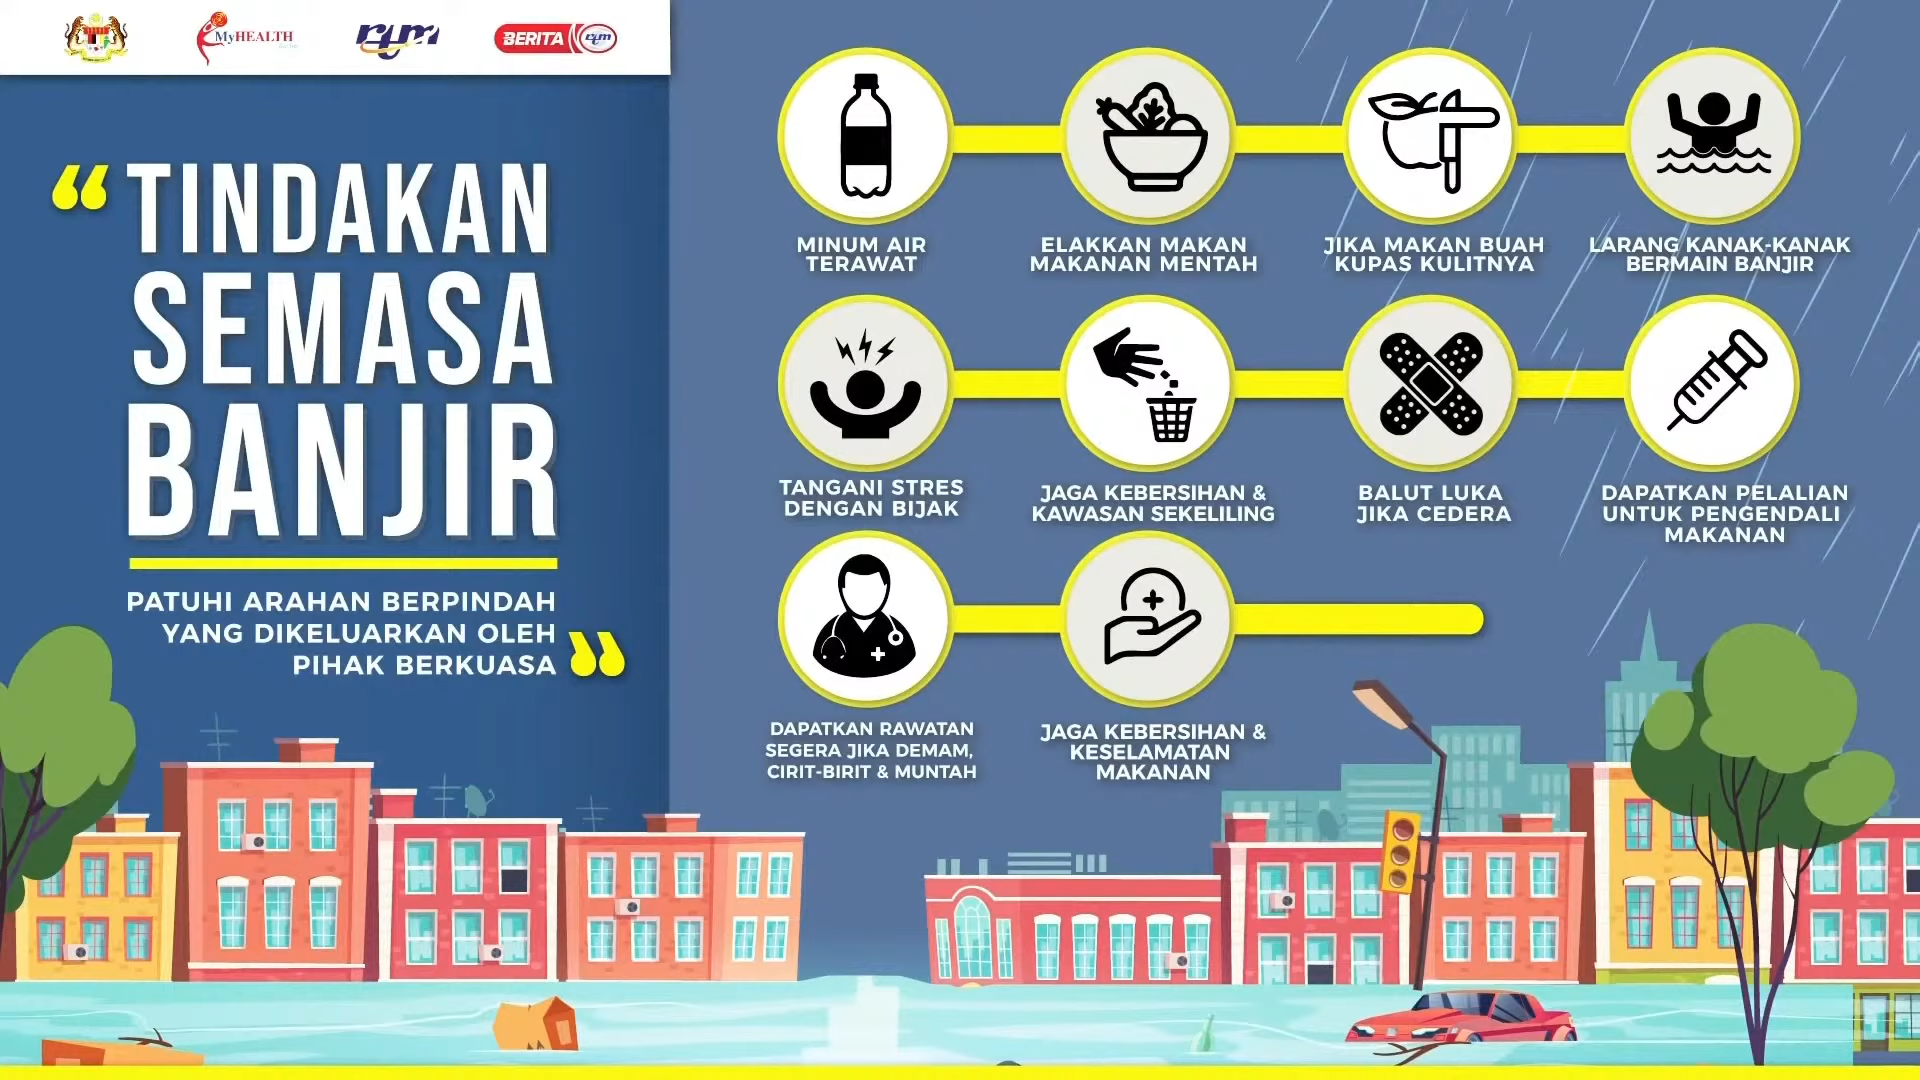 MyHEALTH
rtm
BERITA rtm
TINDAKAN
SEMASA
BANJIR
PATUHI ARAHAN BERPINDAH
YANG DIKELUARKAN OLEH
PIHAK BERKUASA
MINUM AIR
TERAWAT
ELAKKAN MAKAN
MAKANAN MENTAH
JIKA MAKAN BUAH
KUPAS KULITNYA
LARANG KANAK-KANAK
BERMAIN BANJIR
TANGANI STRES
DENGAN BIJAK
JAGA KEBERSIHAN &
KAWASAN SEKELILING
BALUT LUKA
JIKA CEDERA
DAPATKAN PELALIAN
UNTUK PENGENDALI
MAKANAN
DAPATKAN RAWATAN
SEGERA JIKA DEMAM,
CIRIT-BIRIT & MUNTAH
JAGA KEBERSIHAN &
KESELAMATAN
MAKANAN